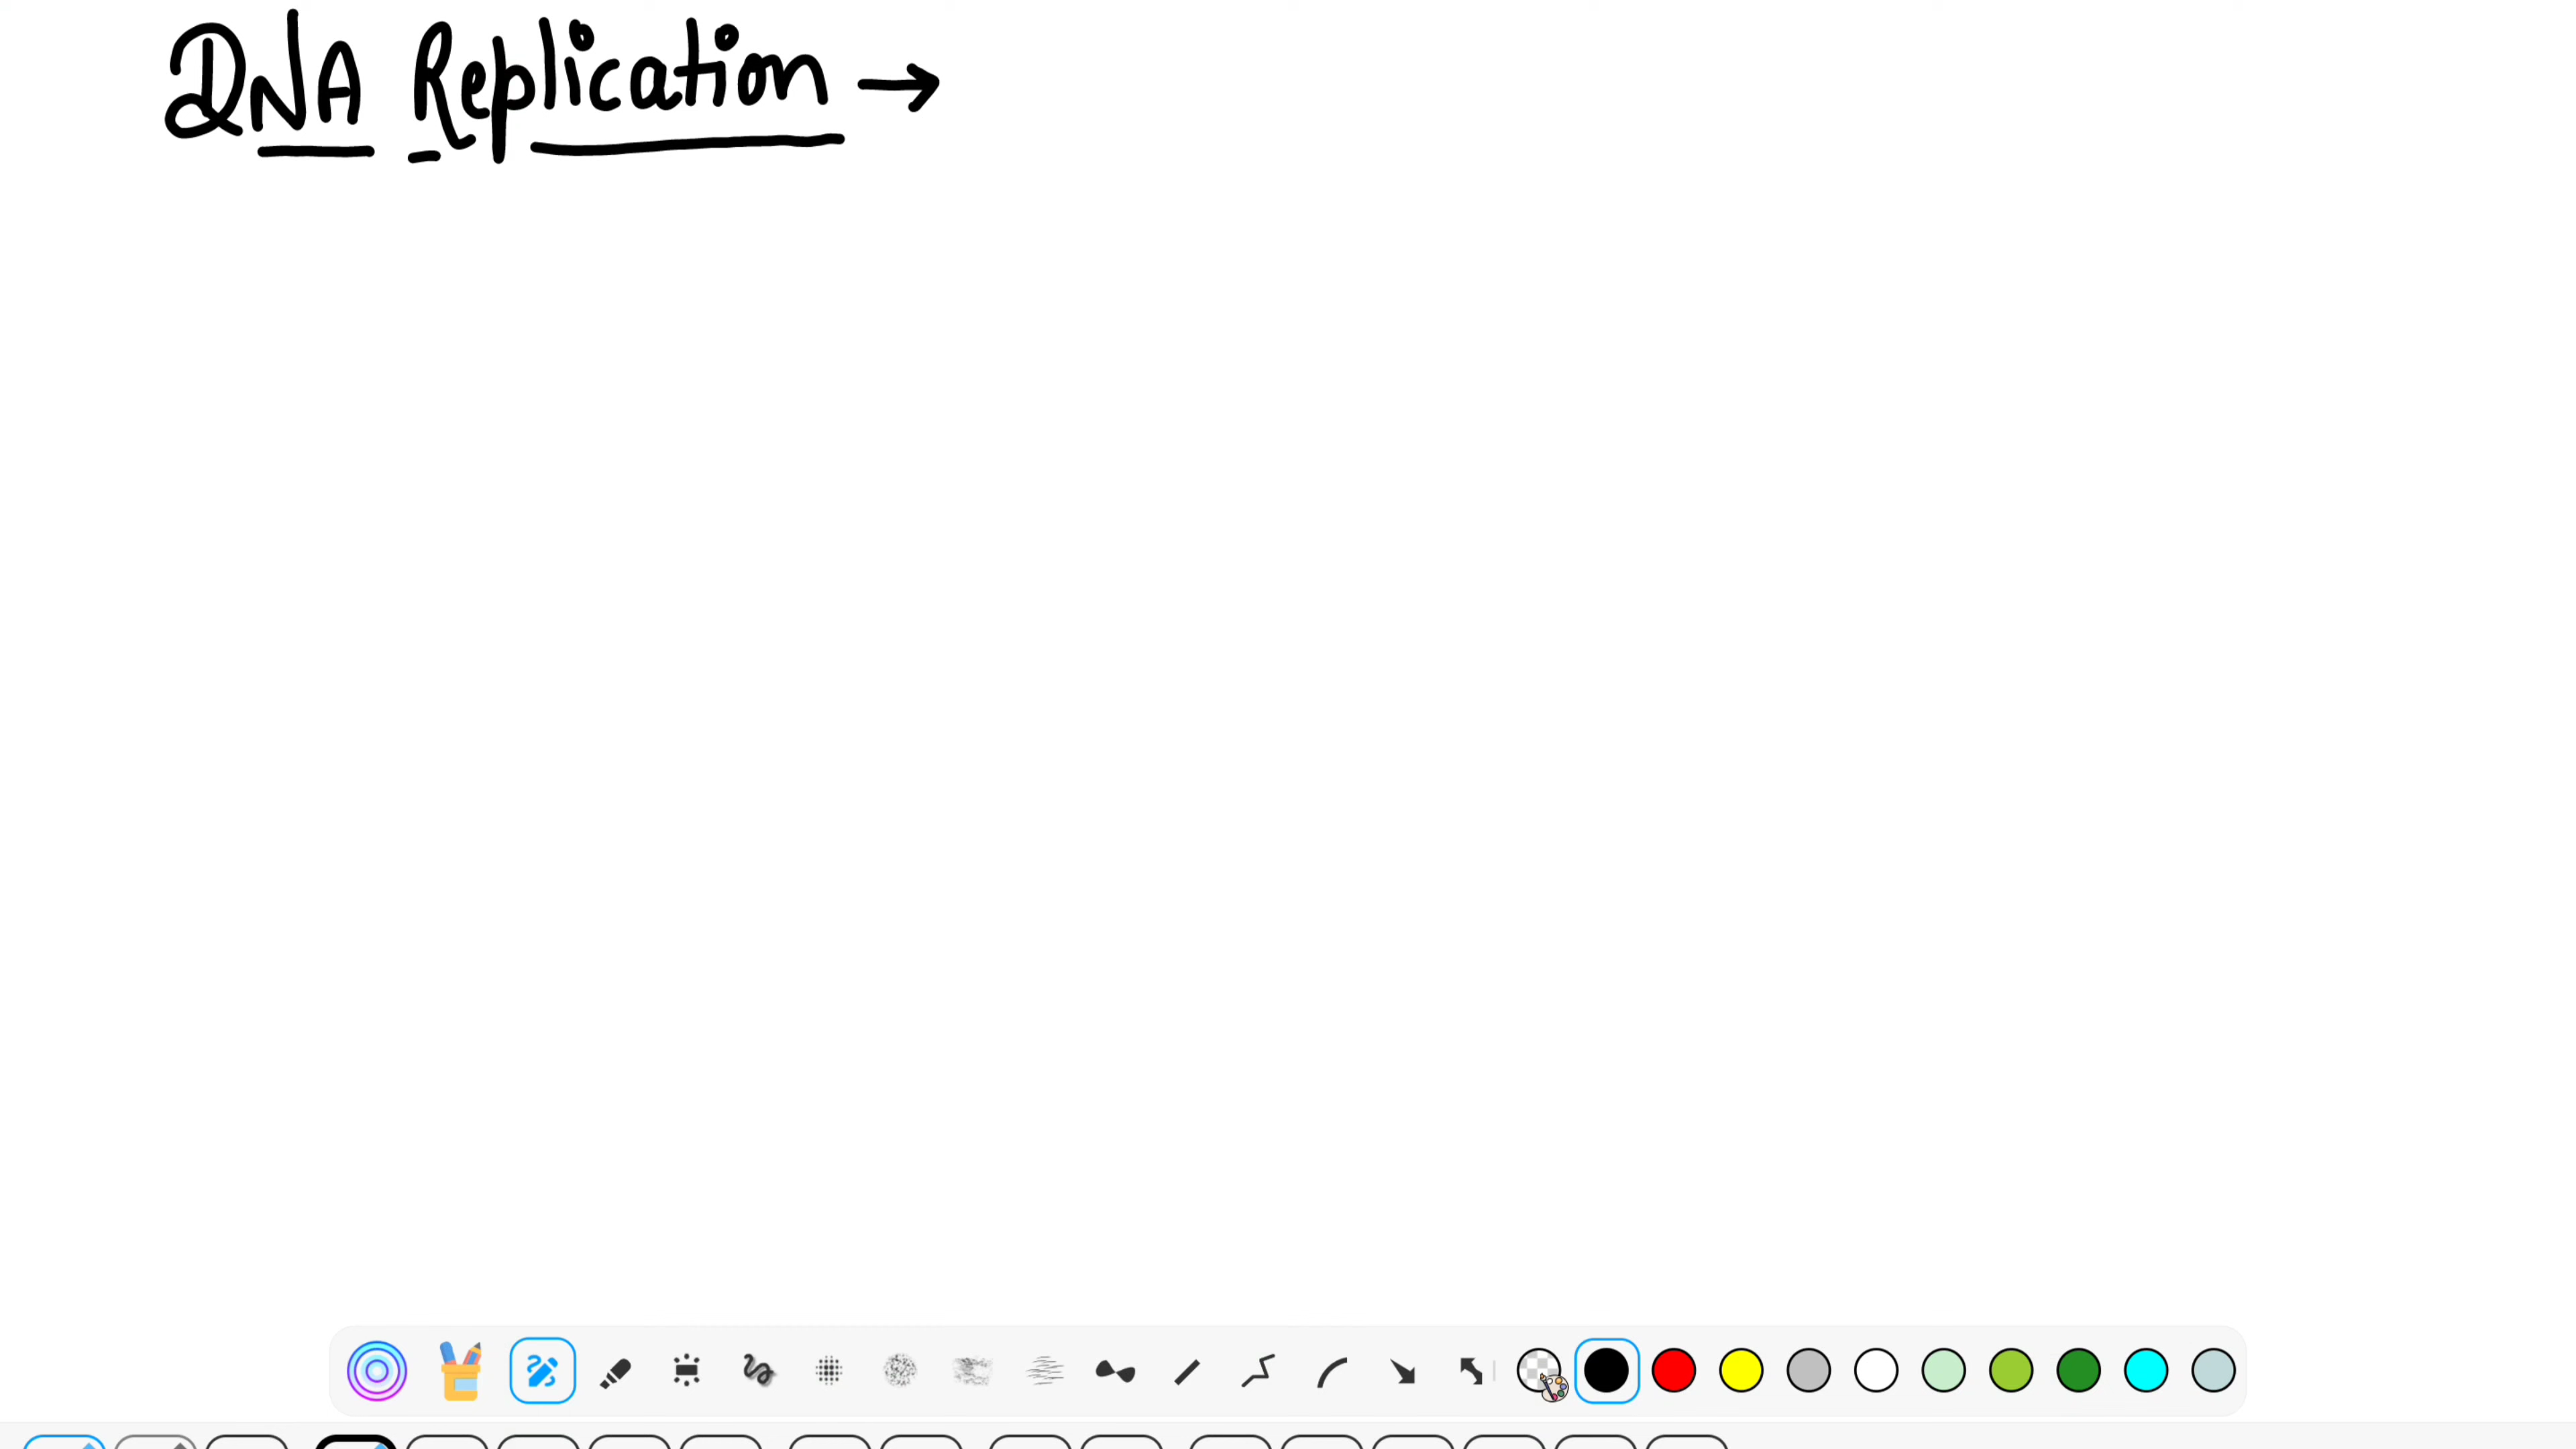 DNA Replication →